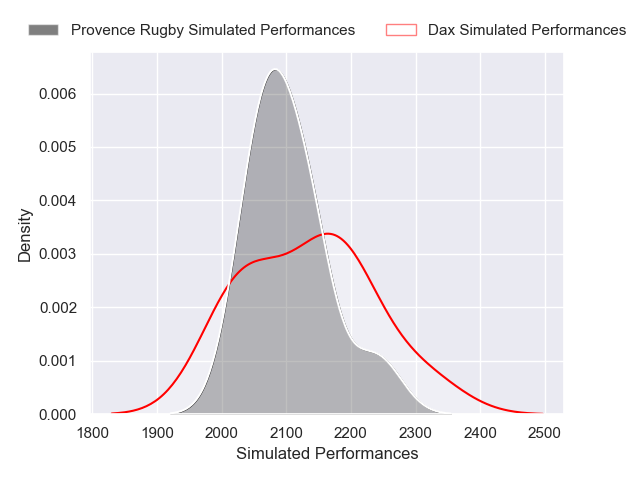 Provence Rugby Simulated Performances Dax Simulated Performances
0.006
0.005
0.004
0.003
0.002
0.001
0.000
Density
1800 1900 2000 2100 2200 2300 2400 2500
Simulated Performances